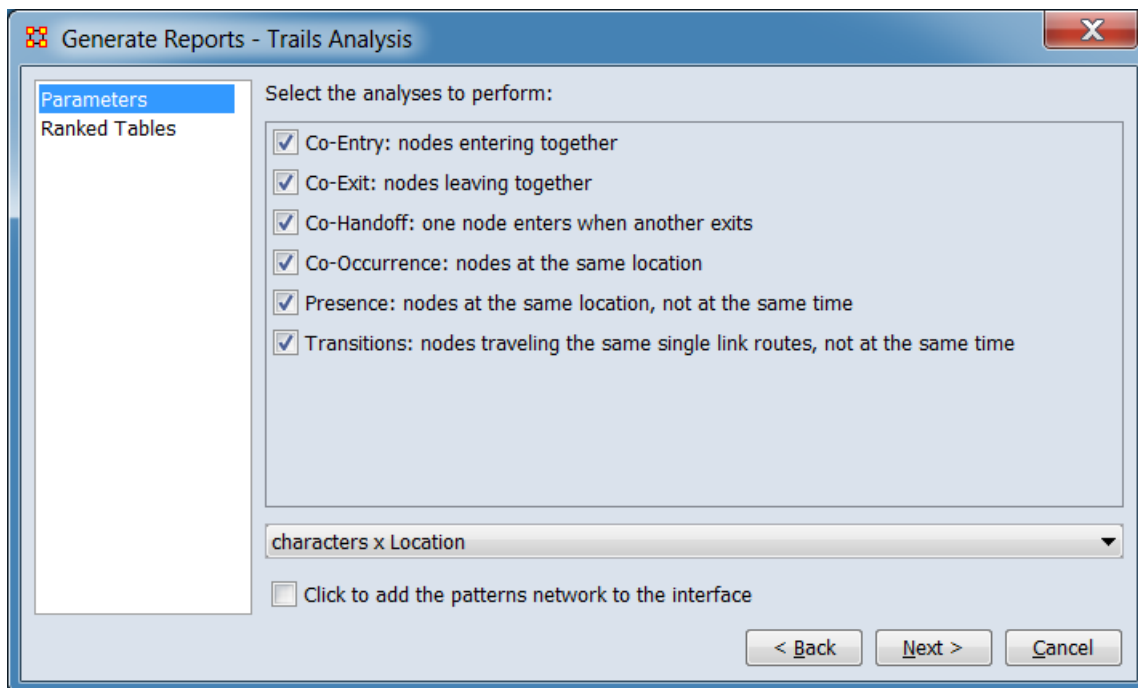 Generate Reports - Trails Analysis
Parameters
Ranked Tables
Select the analyses to perform:
Co-Entry: nodes entering together
Co-Exit: nodes leaving together
Co-Handoff: one node enters when another exits
Co-Occurrence: nodes at the same location
Presence: nodes at the same location, not at the same time
Transitions: nodes traveling the same single link routes, not at the same time
characters x Location
Click to add the patterns network to the interface
< Back
Next >
Cancel